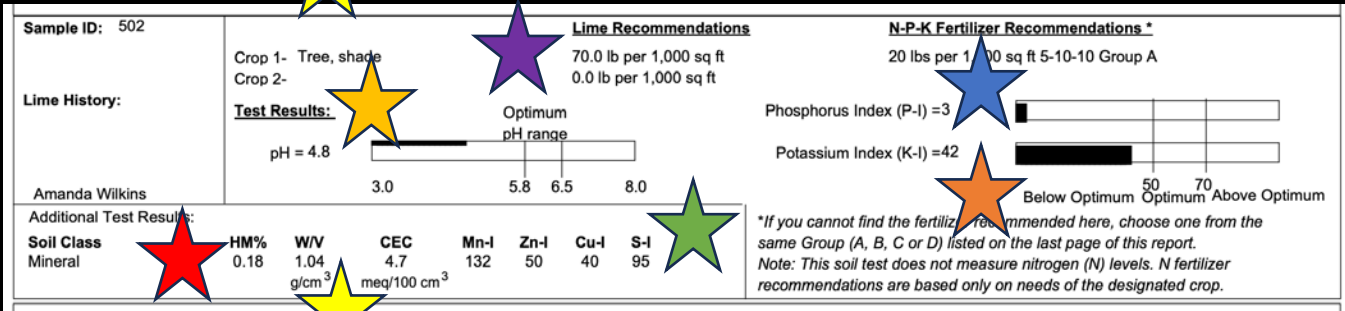 Sample ID: 502
Lime Recommendations
N-P-K Fertilizer Recommendations *
Crop 1- Tree, shade 70.0 lb per 1,000 sq ft 20 lbs per sq ft 5-10-10 Group A
Crop 2- 0.0 lb per 1,000 sq ft
Lime History:
Test Results:
Optimum
pH range
pH = 4.8
3.0 5.8 6.5 8.0
Phosphorus Index (P-I) =3
Potassium Index (K-I) =42
50 70
Below Optimum Optimum Above Optimum
Amanda Wilkins
Additional Test Results:
Soil Class HM% W/V CEC Mn-I Zn-I Cu-I S-I
Mineral 0.18 1.04 4.7 132 50 40 95
g/cm3 meq/100 cm3
*If you cannot find the fertilizer recommended here, choose one from the
same Group (A, B, C or D) listed on the last page of this report.
Note: This soil test does not measure nitrogen (N) levels. N fertilizer
recommendations are based only on needs of the designated crop.